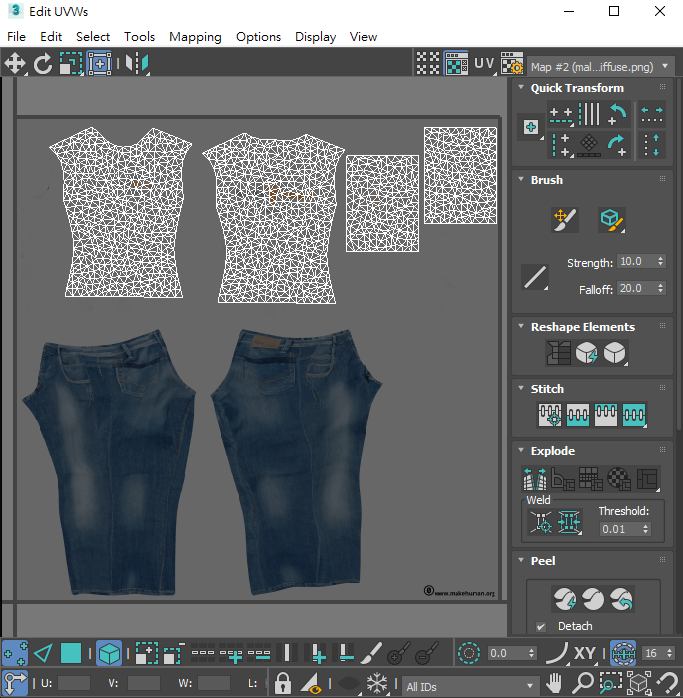 3 Edit UVWs
File Edit Select Tools Mapping Options Display View
UV Map #2 (mal...iffuse.png)
Quick Transform
Brush
Strength: 10.0
Falloff: 20.0
Reshape Elements
Stitch
Explode
Weld
Threshold:
0.01
Peel
Detach
www.makehuman.org
0.0 XY 16
U: V: W: L: All IDs